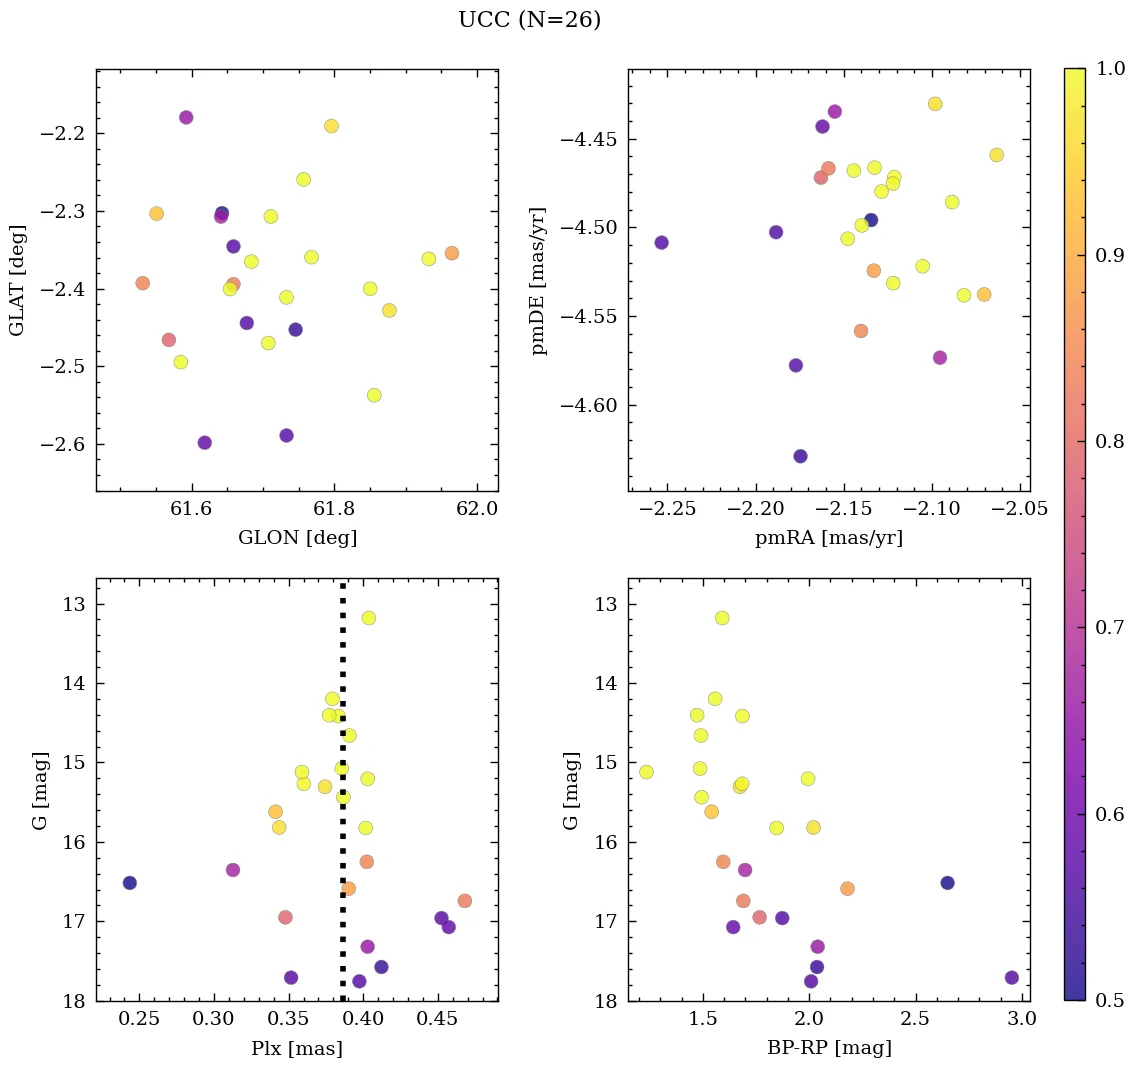 UCC (N=26)
−2.2
−2.3
−2.4
−2.5
−2.6
GLAT [deg]
61.6 61.8 62.0
GLON [deg]
−4.45
−4.50
−4.55
−4.60
pmDE [mas/yr]
−2.25 −2.20 −2.15 −2.10 −2.05
pmRA [mas/yr]
13
14
15
16
17
18
G [mag]
0.25 0.30 0.35 0.40 0.45
Plx [mas]
13
14
15
16
17
18
G [mag]
1.5 2.0 2.5 3.0
BP-RP [mag]
1.0
0.9
0.8
0.7
0.6
0.5